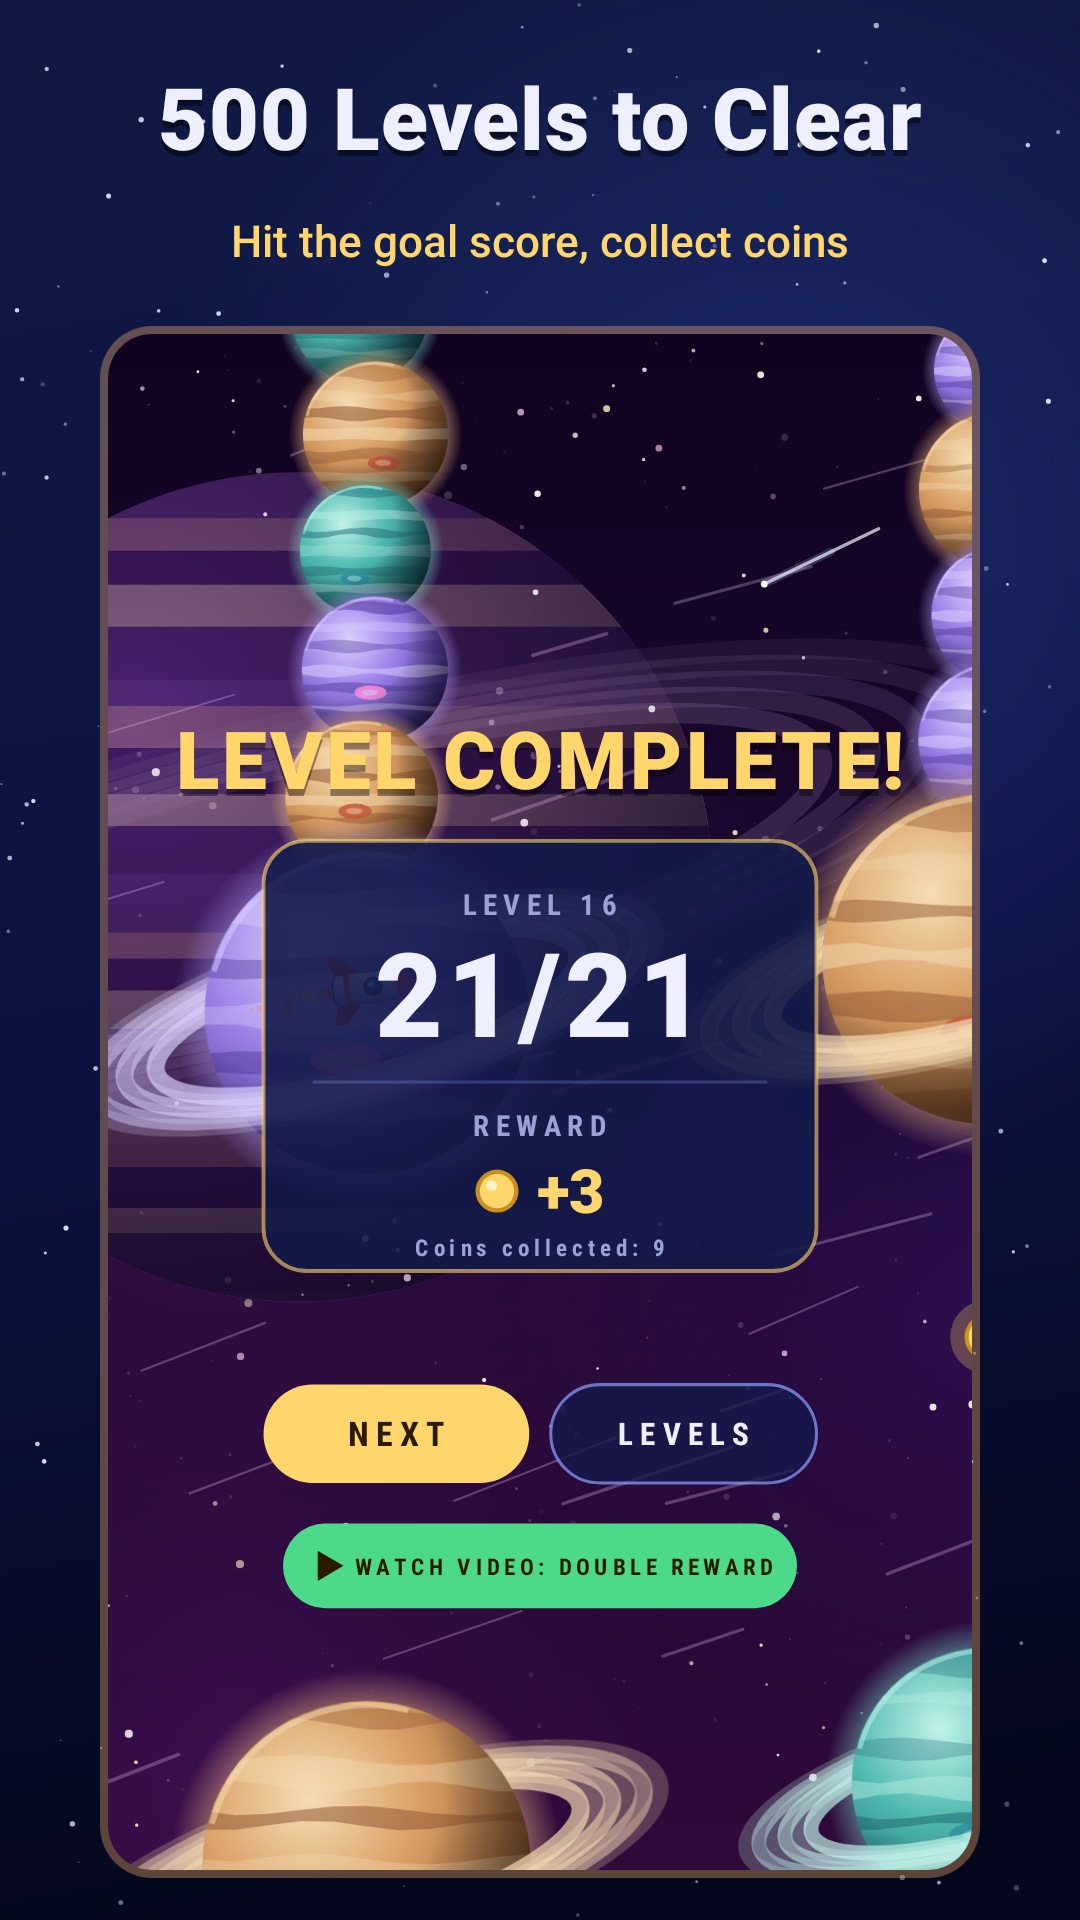 500 Levels to Clear
Hit the goal score, collect coins
LEVEL COMPLETE!
LEVEL 16
21/21
REWARD
+3
Coins collected: 9
NEXT
LEVELS
WATCH VIDEO: DOUBLE REWARD